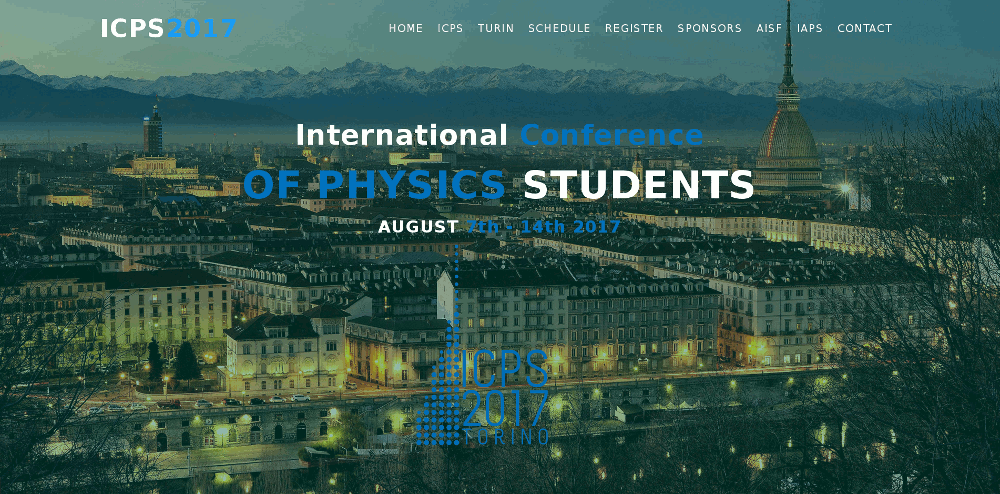 ICPS2017
HOME ICPS TURIN SCHEDULE REGISTER SPONSORS AISF IAPS CONTACT
International Conference
OF PHYSICS STUDENTS
AUGUST 7th - 14th 2017
ICPS
2017
TORINO